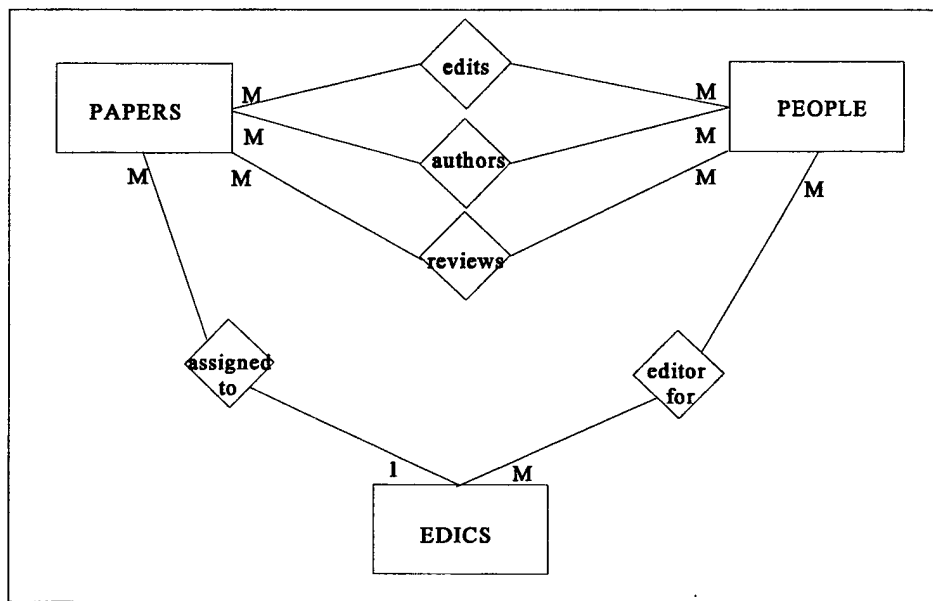 edits
M
M
PAPERS
PEOPLE
M
M
authors
M
M
M
M
reviews
assigned
to
editor
for
1
M
EDICS